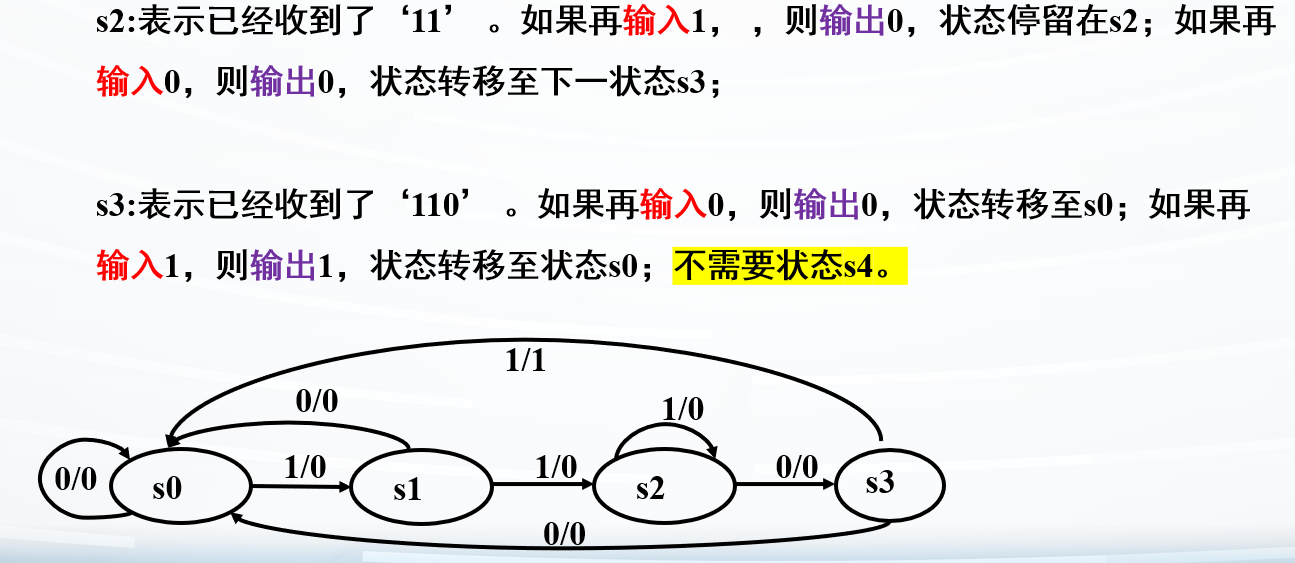 s2:表示已经收到了‘11’ 。如果再输入1，，则输出0，状态停留在s2；如果再
输入0，则输出0，状态转移至下一状态s3；
s3:表示已经收到了‘110’ 。如果再输入0，则输出0，状态转移至s0；如果再
输入1，则输出1，状态转移至状态s0；不需要状态s4。
1/1
0/0
1/0
0/0
s0
1/0
s1
1/0
s2
0/0
s3
0/0